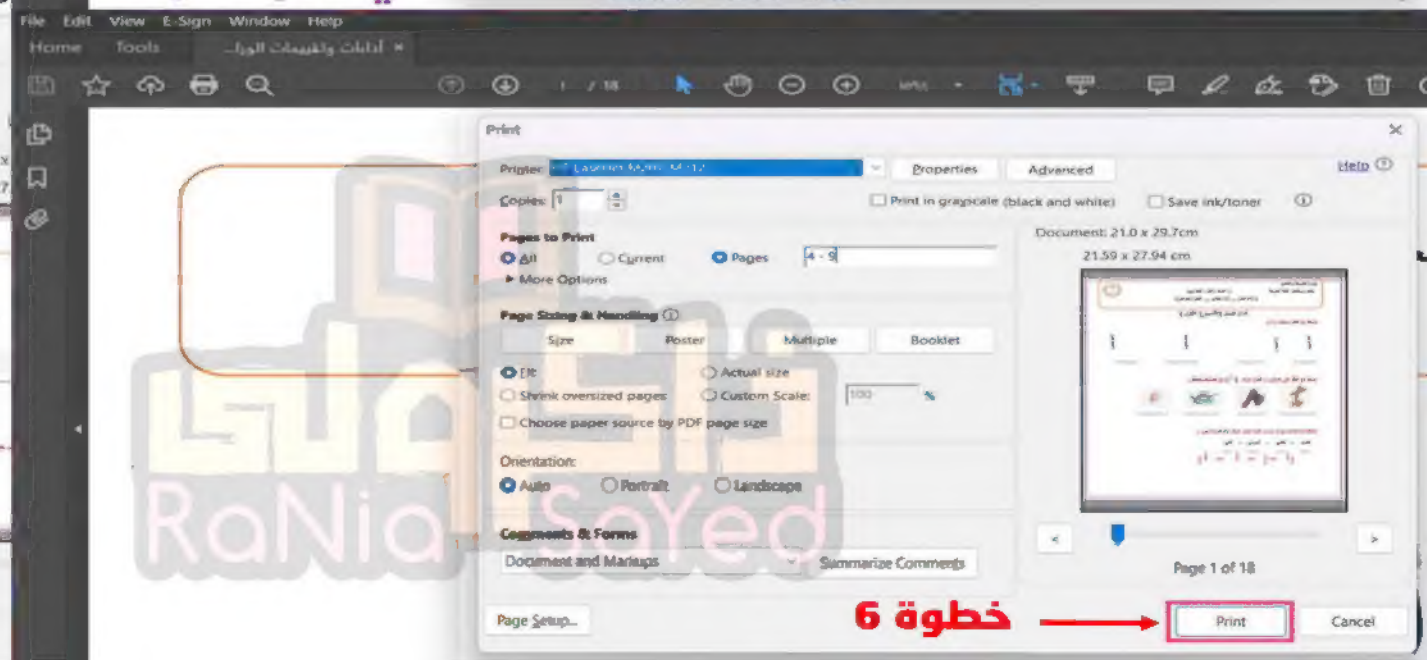 File Edit View E-Sign Window Help
Home Tools أدابات وتقييمات الورا... ×
1 / 18
Print ×
Printer: Properties Advanced Help
Copies: 1 Print in grayscale (black and white) Save ink/toner
Pages to Print
All Current Pages 4 - 9
More Options
Document: 21.0 x 29.7cm
21.59 x 27.94 cm
Page Sizing & Handling
Size Poster Multiple Booklet
Fit Actual size
Shrink oversized pages Custom Scale: 100 %
Choose paper source by PDF page size
Orientation:
Auto Portrait Landscape
Comments & Forms
Document and Markups Summarize Comments
< >
Page 1 of 18
Page Setup... خطوة 6 Print Cancel
RaNia SaYed